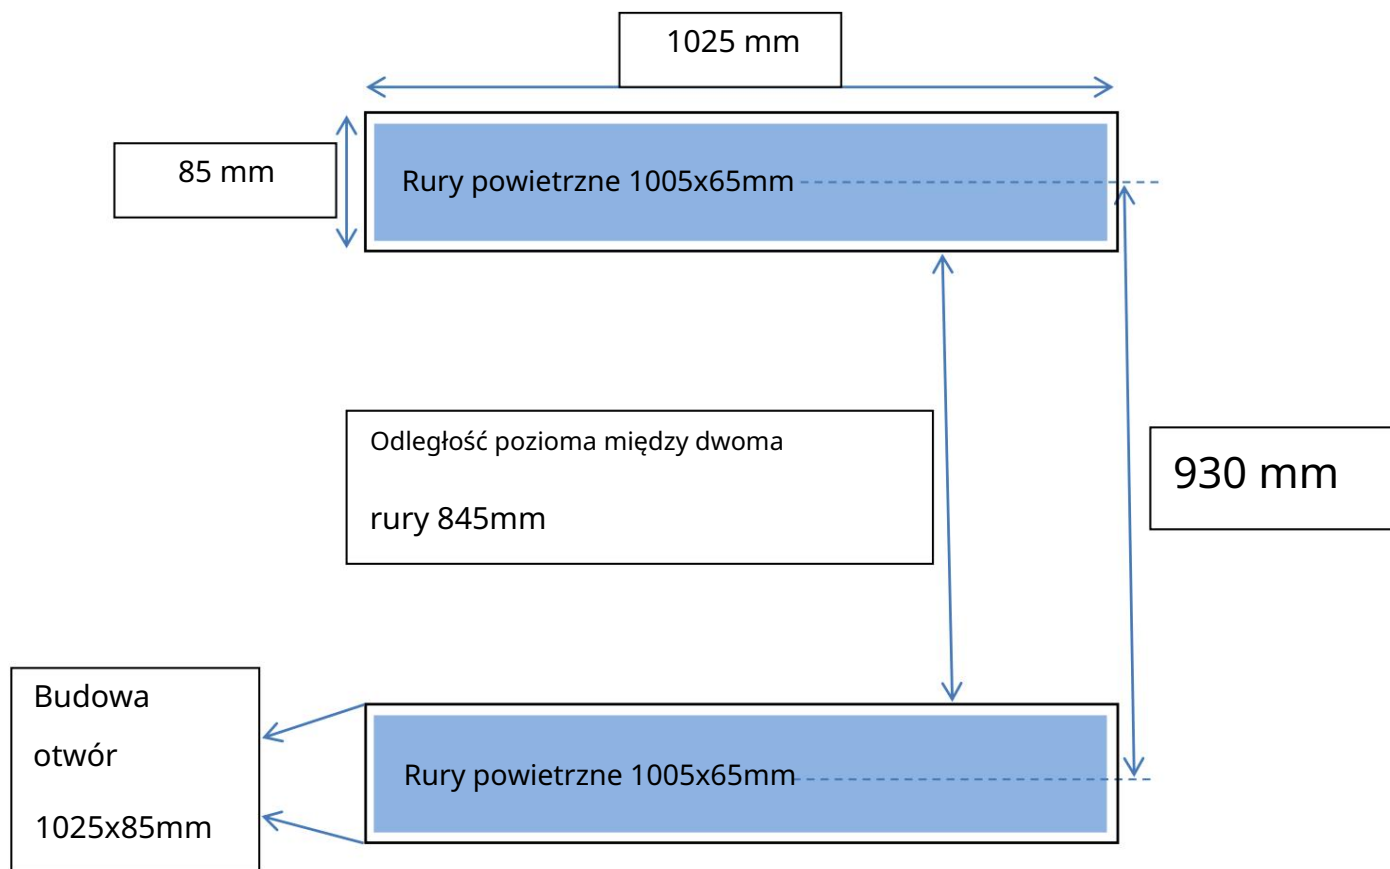 1025 mm
85 mm
Rury powietrzne 1005x65mm
Odległość pozioma między dwoma
rury 845mm
930 mm
Budowa
otwór
1025x85mm
Rury powietrzne 1005x65mm